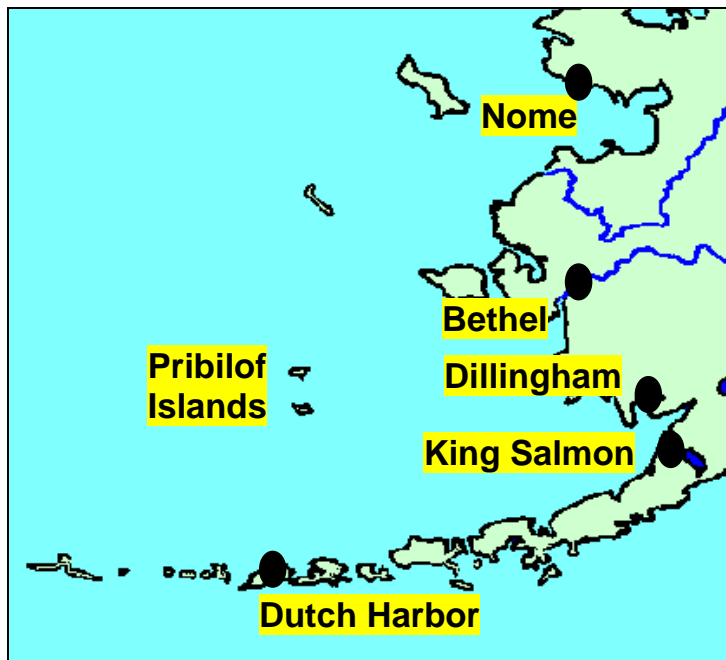 Nome
Bethel
Pribilof
Islands
Dillingham
King Salmon
Dutch Harbor